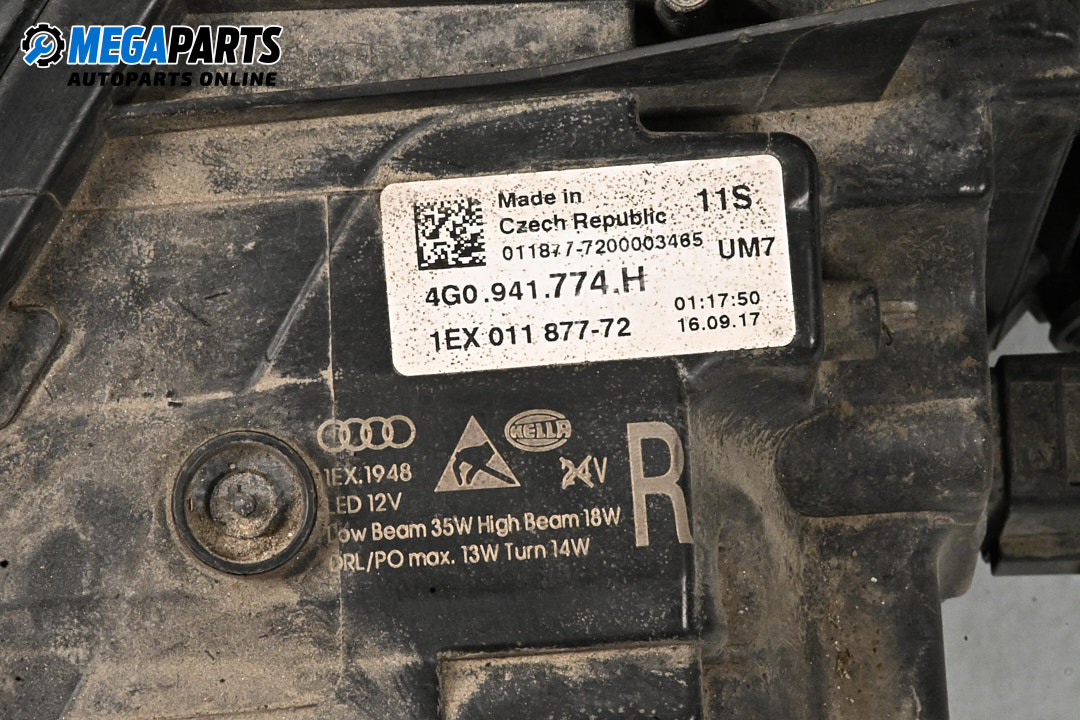 MEGAPARTS
AUTOPARTS ONLINE
Made in 11S
Czech Republic
011877-7200003465 UM7
4G0.941.774.H
01:17:50
1EX 011 877-72
16.09.17
HELLA
1EX.1948
24V
R
LED 12V
Low Beam 35W High Beam 18W
DRL/PO max. 13W Turn 14W